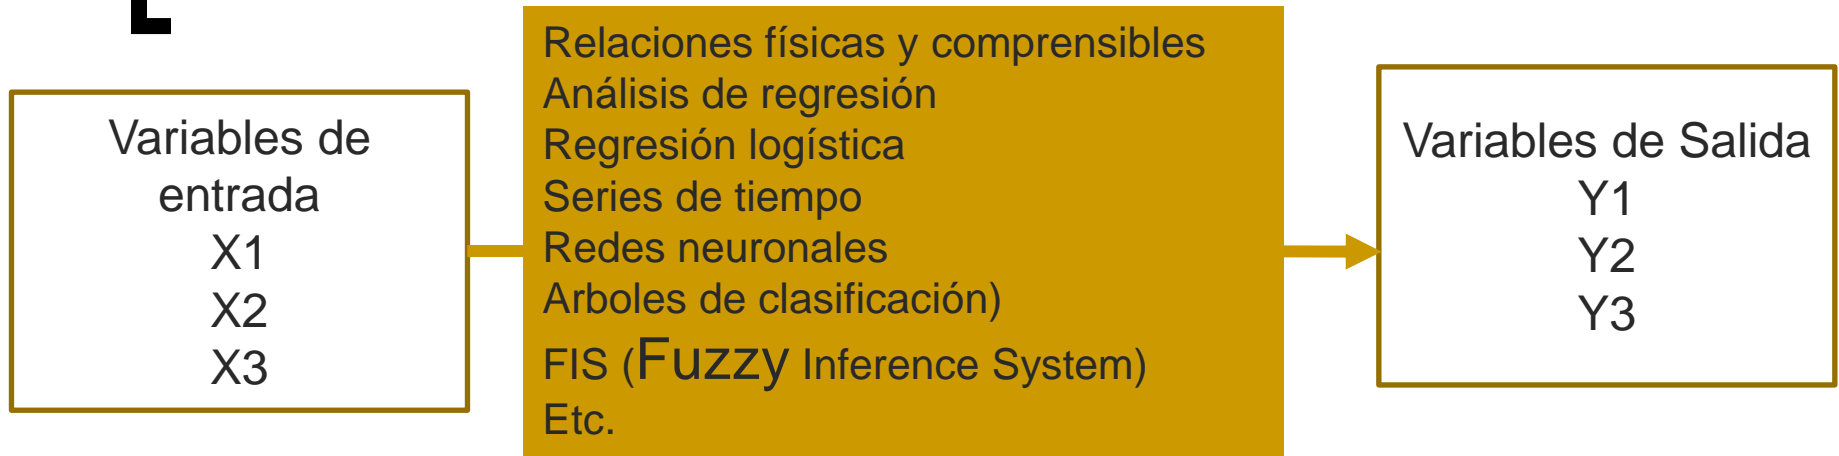 Variables de
entrada
X1
X2
X3
Relaciones físicas y comprensibles
Análisis de regresión
Regresión logística
Series de tiempo
Redes neuronales
Arboles de clasificación)
FIS (Fuzzy Inference System)
Etc.
Variables de Salida
Y1
Y2
Y3